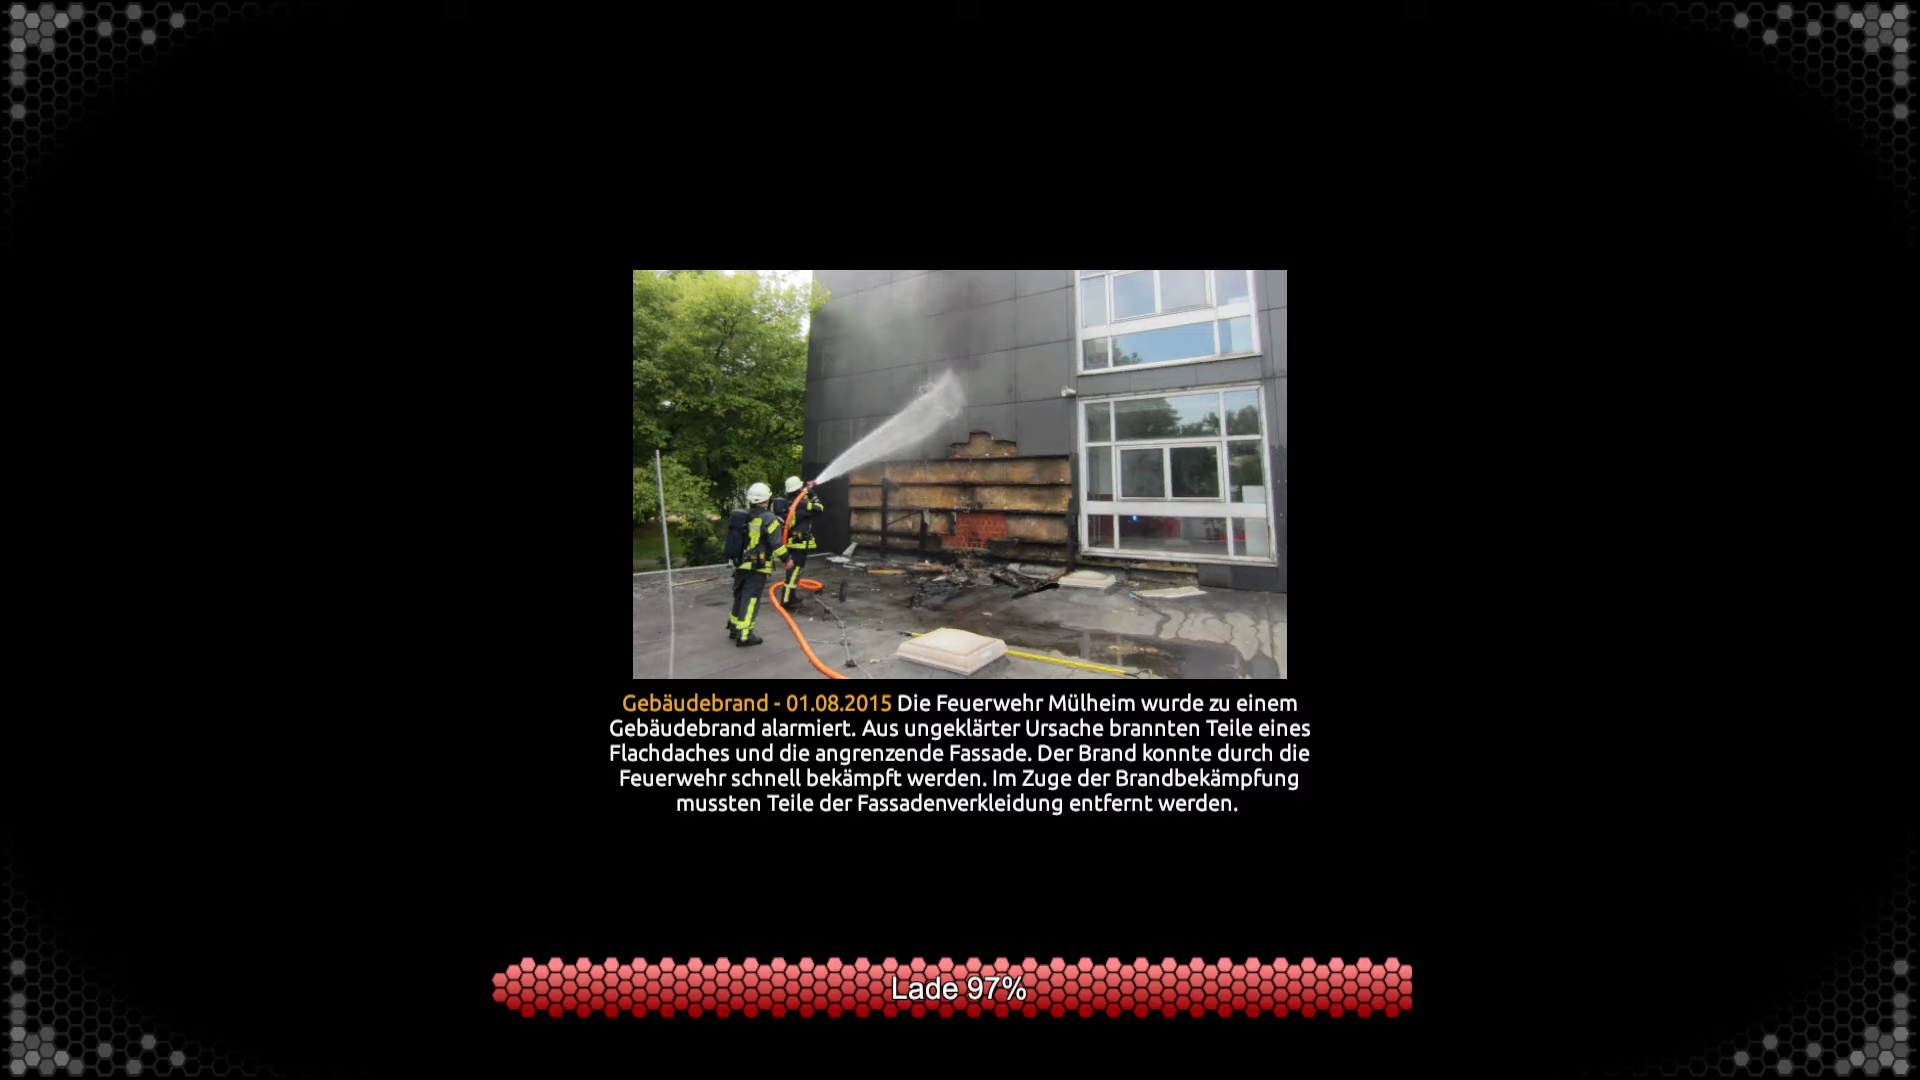 Gebäudebrand - 01.08.2015 Die Feuerwehr Mülheim wurde zu einem
Gebäudebrand alarmiert. Aus ungeklärter Ursache brannten Teile eines
Flachdaches und die angrenzende Fassade. Der Brand konnte durch die
Feuerwehr schnell bekämpft werden. Im Zuge der Brandbekämpfung
mussten Teile der Fassadenverkleidung entfernt werden.
Lade 97%